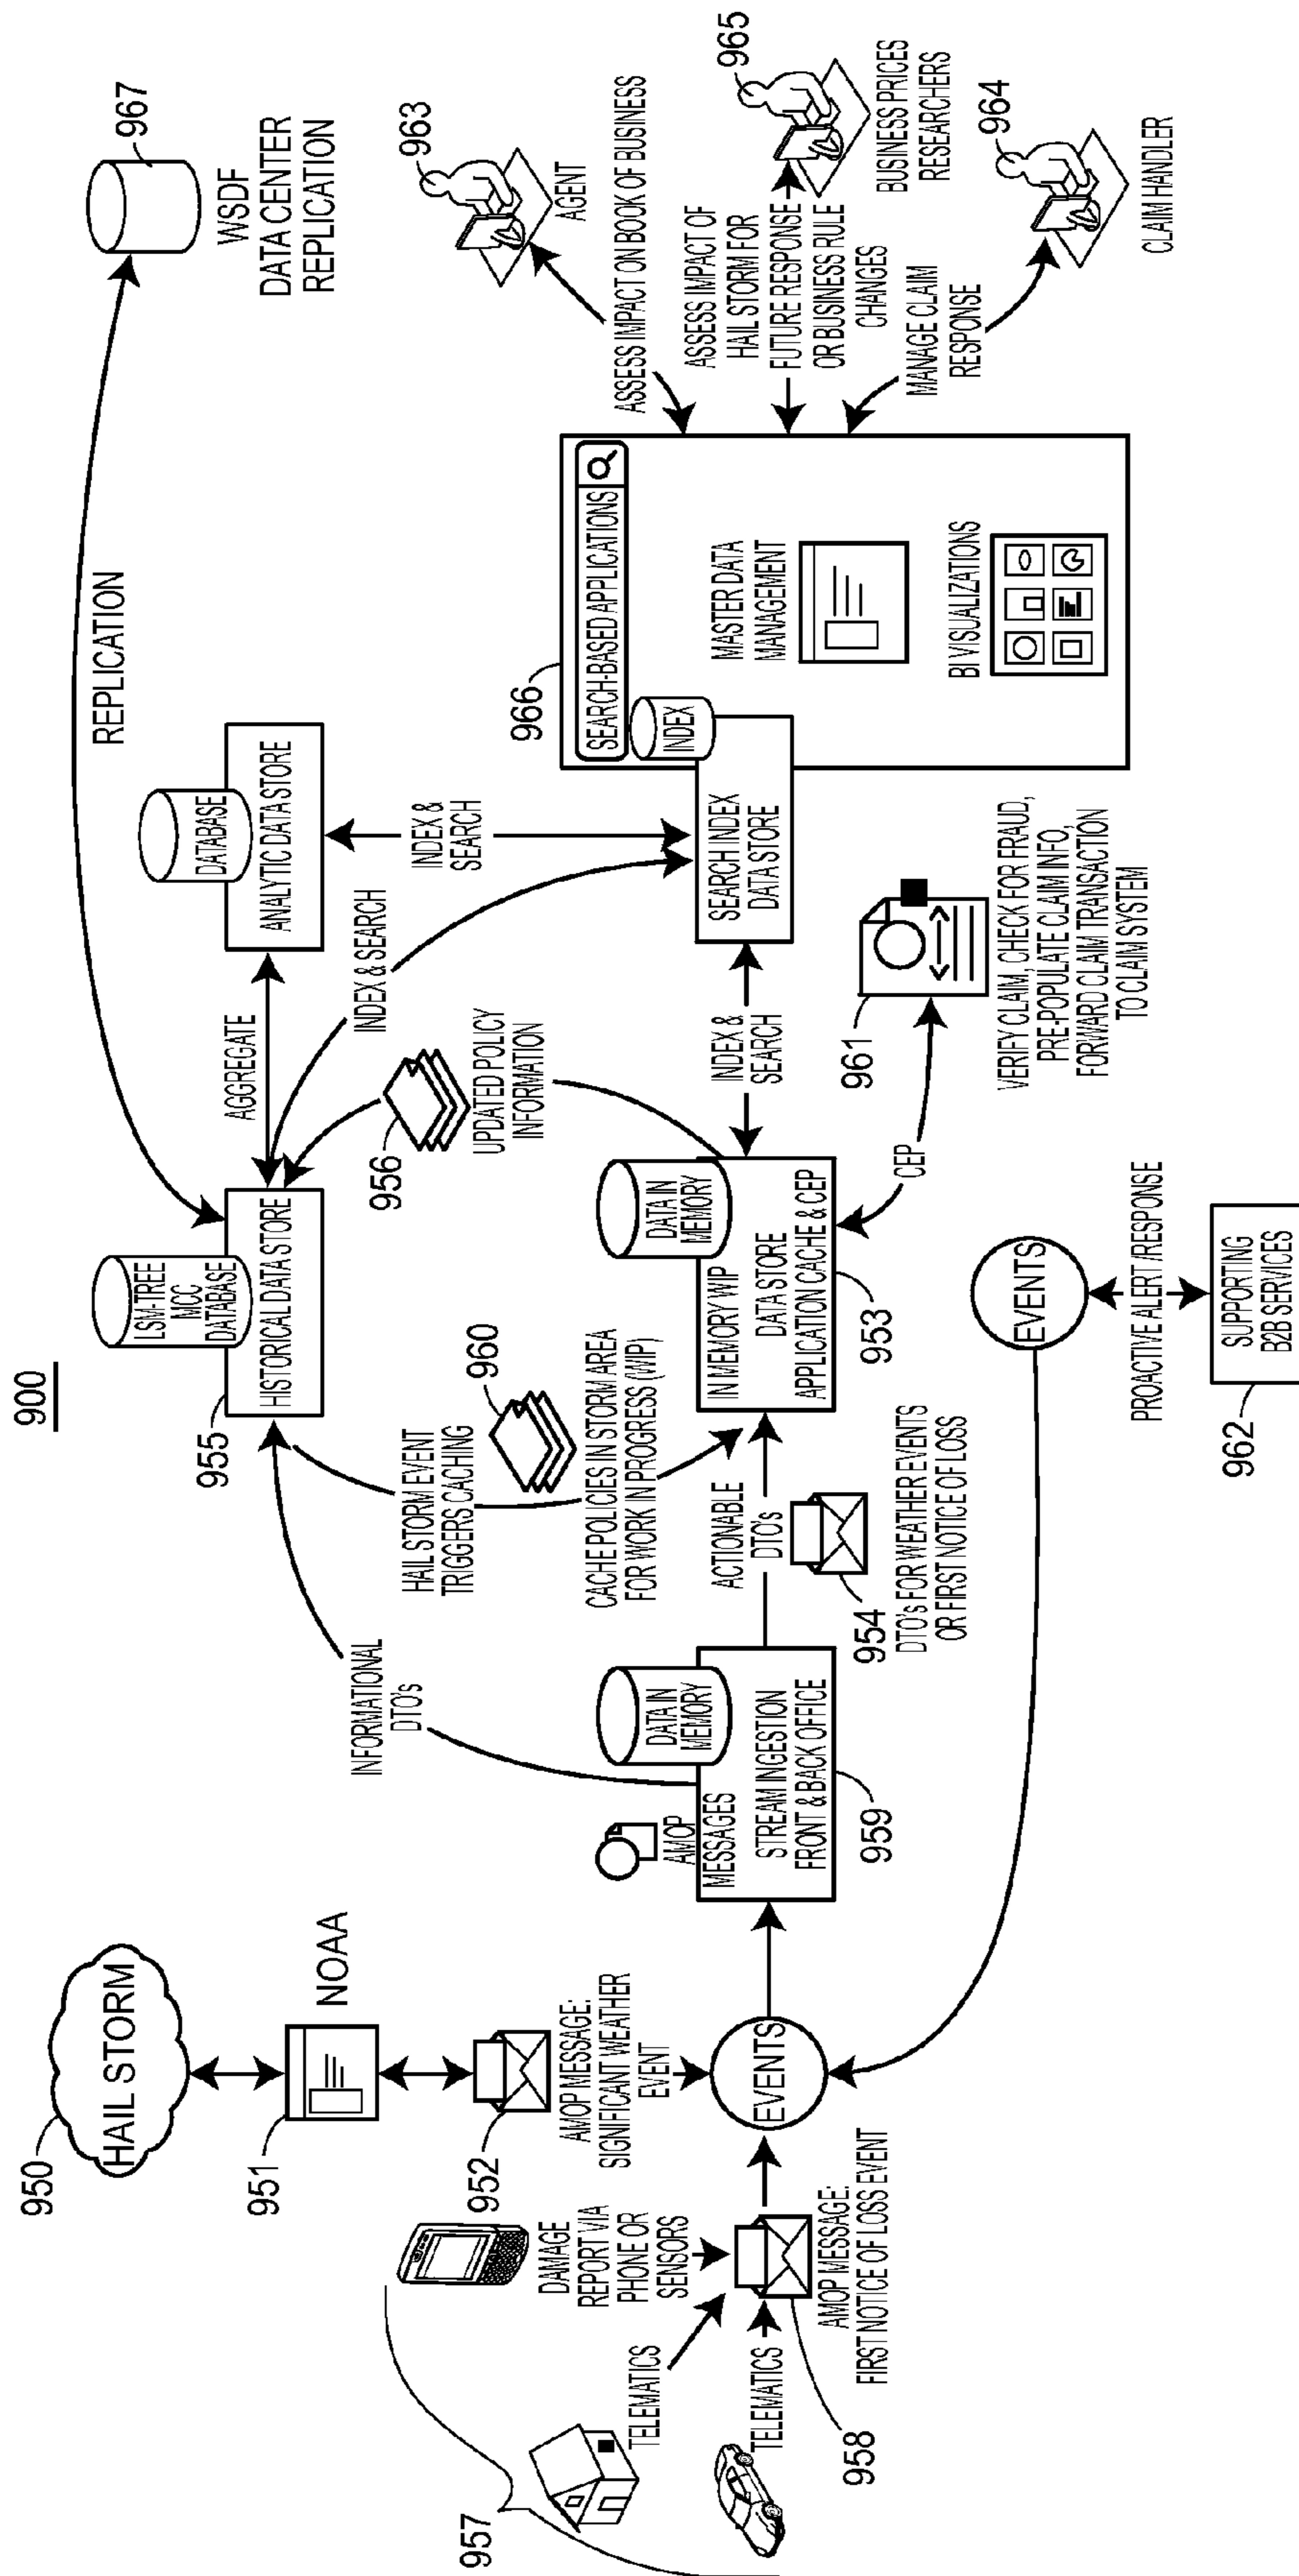 900
950
HAIL STORM
951
NOAA
952
AMOP MESSAGE:
SIGNIFICANT WEATHER
EVENT
957
DAMAGE
REPORT VIA
PHONE OR
SENSORS
TELEMATICS
TELEMATICS
958
AMOP MESSAGE:
FIRST NOTICE OF LOSS EVENT
EVENTS
AMOP
MESSAGES
DATA IN
MEMORY
STREAM INGESTION
FRONT & BACK OFFICE
959
INFORMATIONAL
DTO's
HAIL STORM EVENT
TRIGGERS CACHING
960
CACHE POLICIES IN STORM AREA
FOR WORK IN PROGRESS (WIP)
ACTIONABLE
DTO's
954
DTO's FOR WEATHER EVENTS
OR FIRST NOTICE OF LOSS
955
LSM-TREE
MCC
DATABASE
HISTORICAL DATA STORE
956
UPDATED POLICY
INFORMATION
DATA IN
MEMORY
IN MEMORY WIP
DATA STORE
APPLICATION CACHE & CEP
953
CEP
961
VERIFY CLAIM, CHECK FOR FRAUD,
PRE-POPULATE CLAIM INFO,
FORWARD CLAIM TRANSACTION
TO CLAIM SYSTEM
EVENTS
PROACTIVE ALERT /RESPONSE
SUPPORTING
B2B SERVICES
962
AGGREGATE
INDEX & SEARCH
DATABASE
ANALYTIC DATA STORE
INDEX &
SEARCH
INDEX &
SEARCH
SEARCH INDEX
DATA STORE
INDEX
966
SEARCH-BASED APPLICATIONS
MASTER DATA
MANAGEMENT
BI VISUALIZATIONS
REPLICATION
967
WSDF
DATA CENTER
REPLICATION
963
AGENT
ASSESS IMPACT ON BOOK OF BUSINESS
965
BUSINESS PRICES
RESEARCHERS
ASSESS IMPACT OF
HAIL STORM FOR
FUTURE RESPONSE
OR BUSINESS RULE
CHANGES
964
CLAIM HANDLER
MANAGE CLAIM
RESPONSE